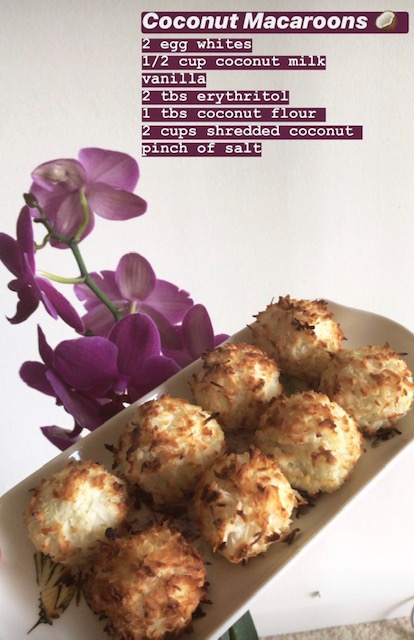 Coconut Macaroons 🥥
2 egg whites
1/2 cup coconut milk
vanilla
2 tbs erythritol
1 tbs coconut flour
2 cups shredded coconut
pinch of salt